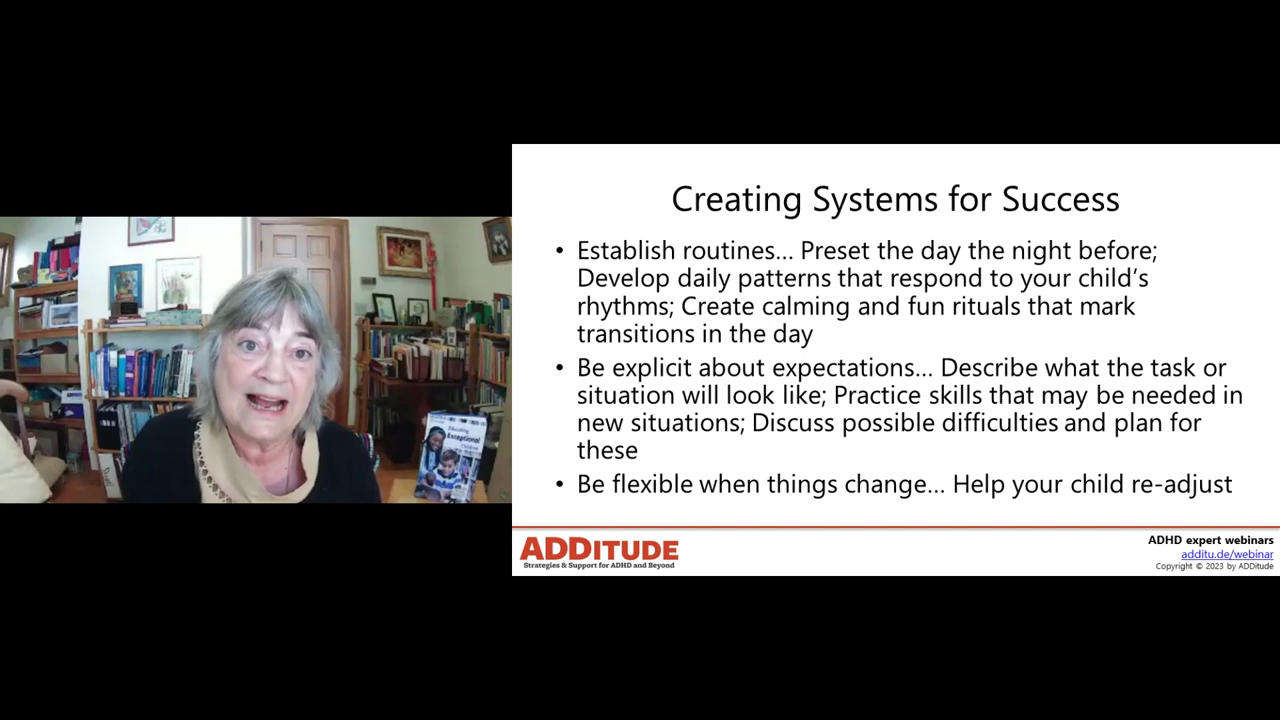 Creating Systems for Success
• Establish routines... Preset the day the night before;
Develop daily patterns that respond to your child's
rhythms; Create calming and fun rituals that mark
transitions in the day
• Be explicit about expectations... Describe what the task or
situation will look like; Practice skills that may be needed in
new situations; Discuss possible difficulties and plan for
these
• Be flexible when things change... Help your child re-adjust
Educating
Exceptional
Children
ADDITUDE
Strategies & Support for ADHD and Beyond
ADHD expert webinars
additu.de/webinar
Copyright © 2023 by ADDitude